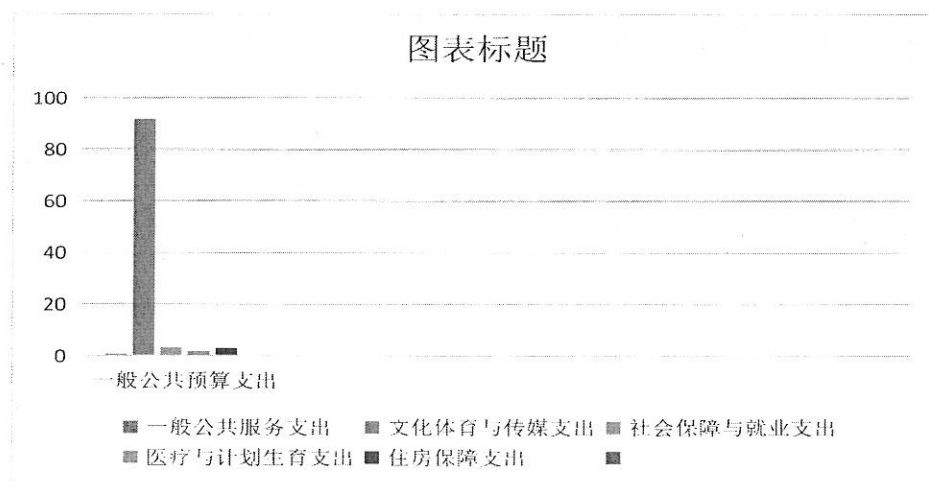 图表标题
100
80
60
40
20
0
一般公共预算支出
一般公共服务支出 文化体育与传媒支出 社会保障与就业支出
医疗与计划生育支出 住房保障支出